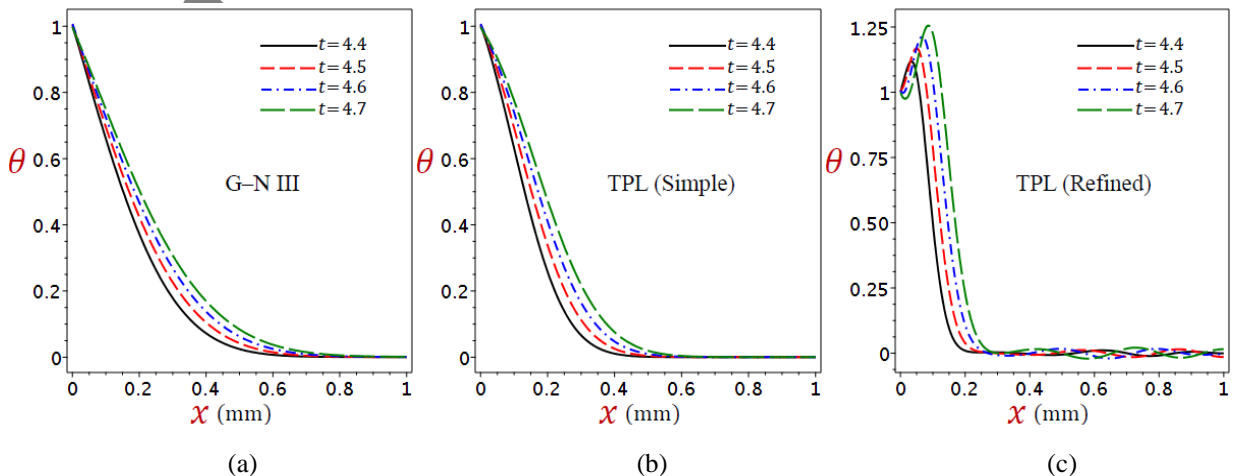 1
0.8
0.6
0.4
0.2
0
θ
t=4.4
t=4.5
t=4.6
t=4.7
G–N III
0 0.2 0.4 0.6 0.8 1
x (mm)
(a)
1
0.8
0.6
0.4
0.2
0
θ
t=4.4
t=4.5
t=4.6
t=4.7
TPL (Simple)
0 0.2 0.4 0.6 0.8 1
x (mm)
(b)
1.25
1
0.75
0.50
0.25
0
θ
t=4.4
t=4.5
t=4.6
t=4.7
TPL (Refined)
0 0.2 0.4 0.6 0.8 1
x (mm)
(c)